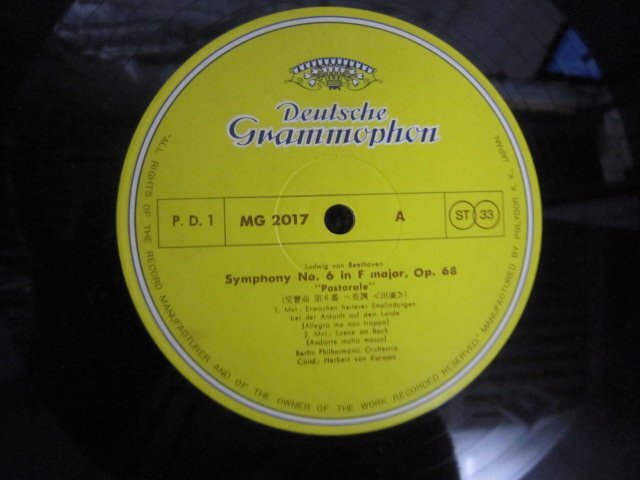 Deutsche
Grammophon
P. D. 1 MG 2017 A ST 33
Ludwig van Beethoven
Symphony No. 6 in F major, Op. 68
"Pastorale"
(交響曲 第6番 ヘ長調 <田園>)
1. Mvt.: Erwachen heiterer Empfindungen
bei der Ankunft auf dem Lande
(Allegro ma non troppo)
2. Mvt.: Szene am Bach
(Andante molto mosso)
Berlin Philharmonic Orchestra
Cond.: Herbert von Karajan
"ALL RIGHTS OF THE RECORD MANUFACTURER AND OF THE OWNER OF THE WORK RECORDED RESERVED." MANUFACTURED BY POLYDOR K. K., JAPAN.